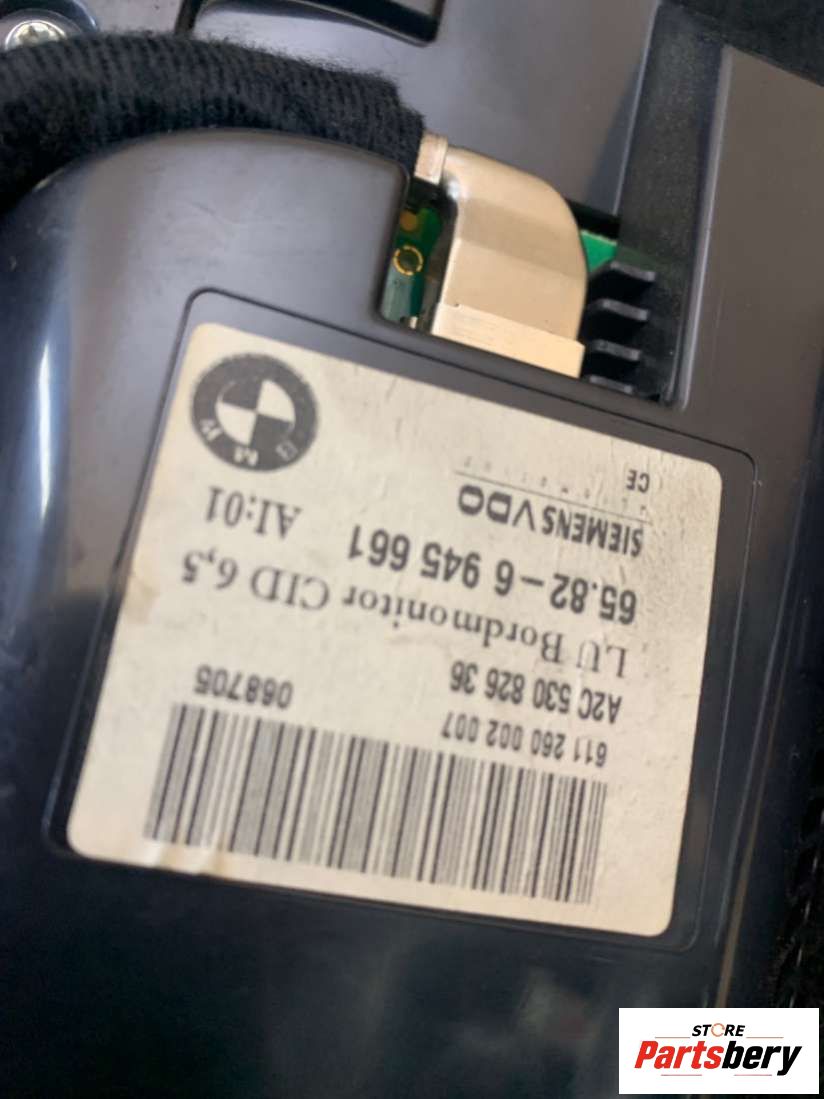 BMW
CE
SIEMENS VDO
65.82-6 945 661 AI:01
LU Bordmonitor CID 6,5
A2C 530 826 36 068705
611 260 002 007
STORE
Partsbery